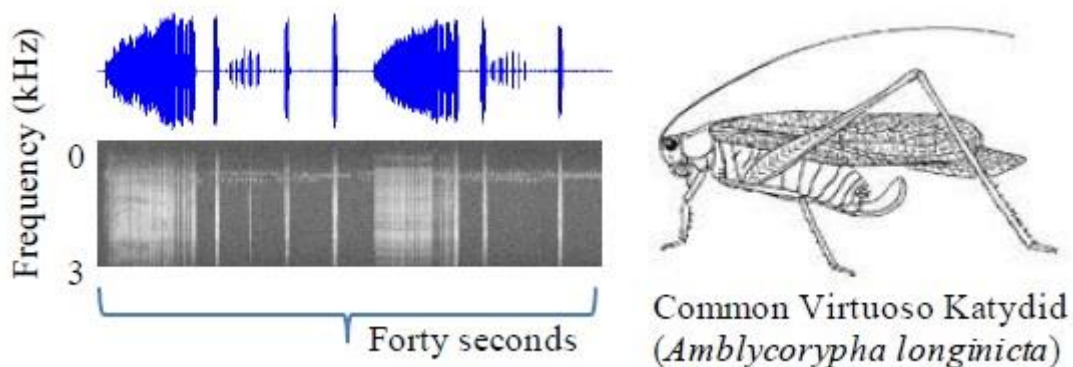 Frequency (kHz)
0
3
Forty seconds
Common Virtuoso Katydid
(Amblycorypha longinicta)